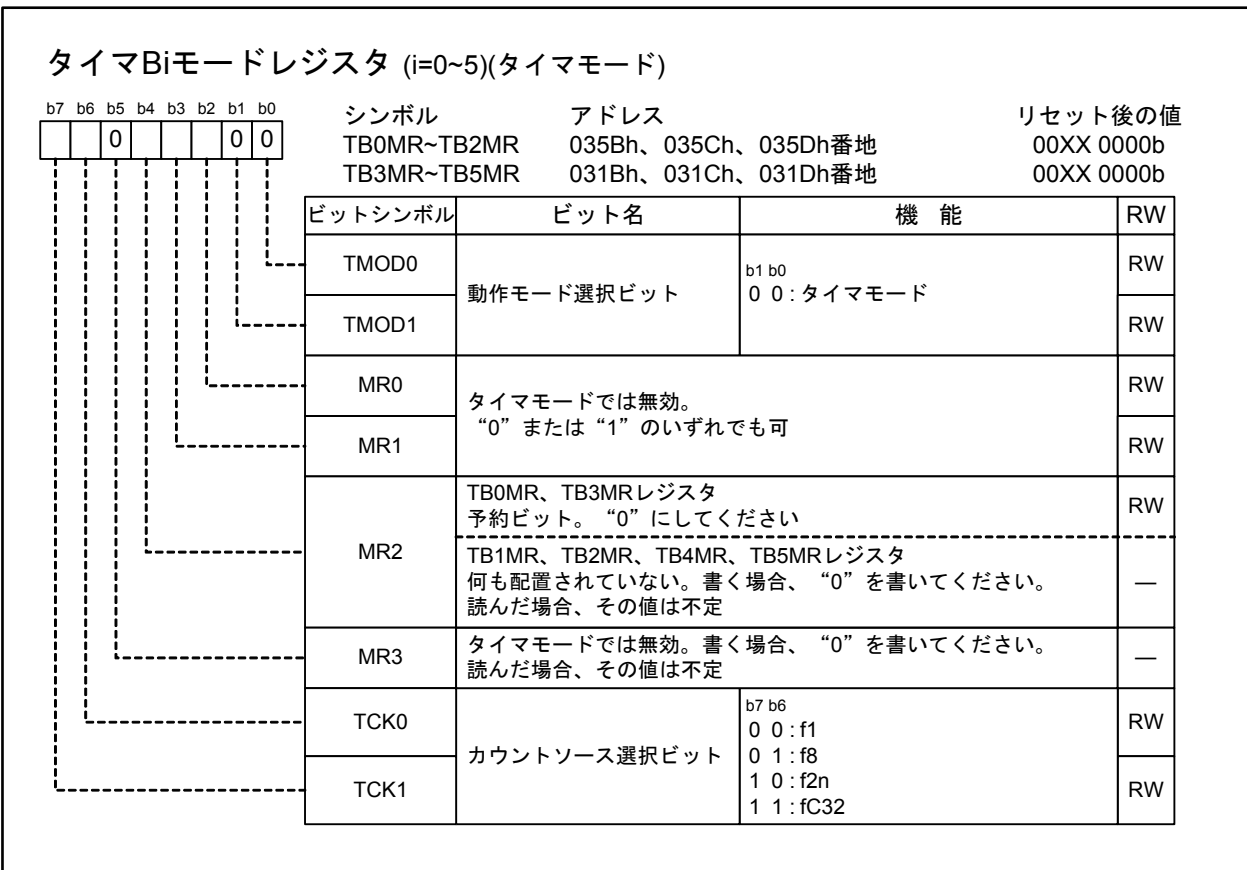 タイマBiモードレジスタ (i=0~5)(タイマモード)
b7 b6 b5 b4 b3 b2 b1 b0
0 0 0
シンボル アドレス リセット後の値
TB0MR~TB2MR 035Bh、035Ch、035Dh番地 00XX 0000b
TB3MR~TB5MR 031Bh、031Ch、031Dh番地 00XX 0000b
ビットシンボル ビット名 機 能 RW
TMOD0 RW
動作モード選択ビット
b1 b0
0 0 : タイマモード
TMOD1 RW
MR0 RW
タイマモードでは無効。
“0”または“1”のいずれでも可
MR1 RW
MR2
TB0MR、TB3MRレジスタ
予約ビット。“0”にしてください
RW
TB1MR、TB2MR、TB4MR、TB5MRレジスタ
何も配置されていない。書く場合、“0”を書いてください。
読んだ場合、その値は不定
—
MR3
タイマモードでは無効。書く場合、“0”を書いてください。
読んだ場合、その値は不定
—
TCK0 RW
カウントソース選択ビット
b7 b6
0 0 : f1
0 1 : f8
1 0 : f2n
1 1 : fC32
TCK1 RW